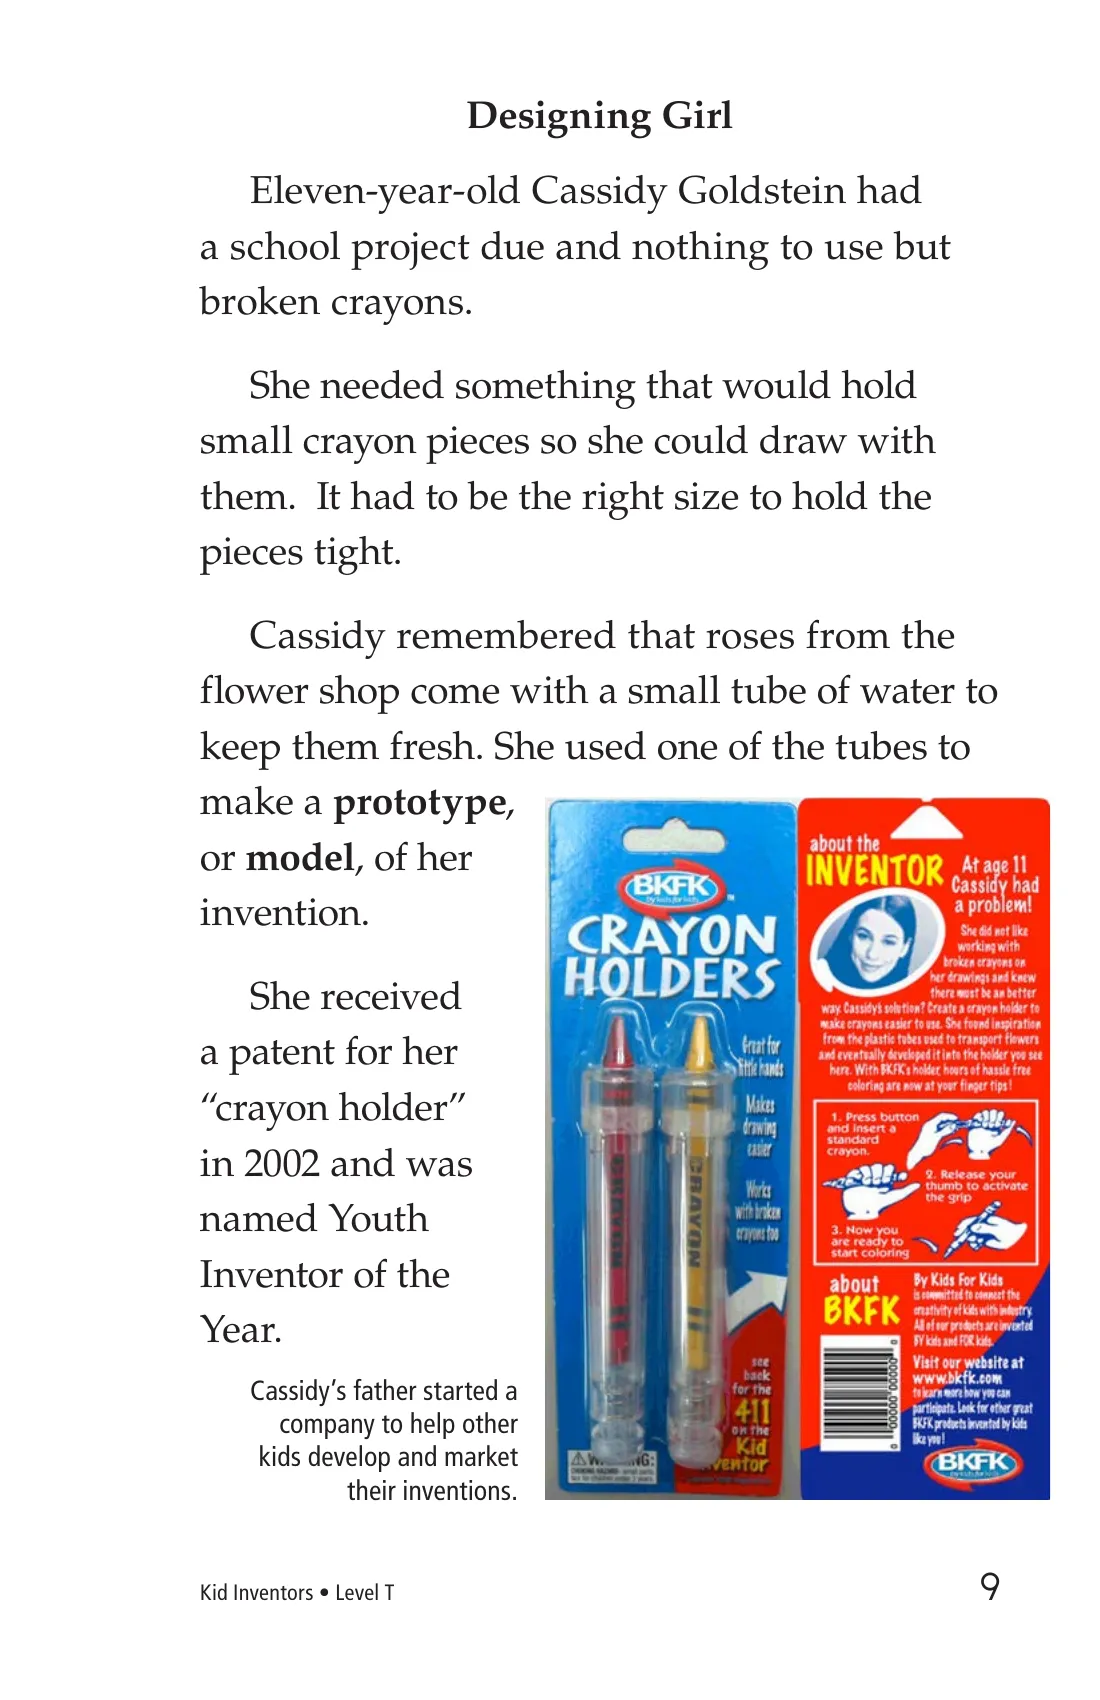 Designing Girl
Eleven-year-old Cassidy Goldstein had
a school project due and nothing to use but
broken crayons.
She needed something that would hold
small crayon pieces so she could draw with
them.  It had to be the right size to hold the
pieces tight.
Cassidy remembered that roses from the
flower shop come with a small tube of water to
keep them fresh. She used one of the tubes to
make a prototype,
or model, of her
invention.
She received
a patent for her
“crayon holder”
in 2002 and was
named Youth
Inventor of the
Year.
Cassidy’s father started a
company to help other
kids develop and market
their inventions.
BKFK
by kids for kids
™
CRAYON
HOLDERS
Great for
little hands
Makes
drawing
easier
Works
with broken
crayons too
CRAYON
CRAYON
see
back
for the
411
on the
Kid
Inventor
WARNING:
about the
INVENTOR
At age 11
Cassidy had
a problem!
She did not like
working with
broken crayons on
her drawings and knew
there must be an better
way. Cassidy's solution? Create a crayon holder to
make crayons easier to use. She found inspiration
from the plastic tubes used to transport flowers
and eventually developed it into the holder you see
here. With BKFK's holder, hours of hassle free
coloring are now at your finger tips!
1. Press button
and insert a
standard
crayon.
2. Release your
thumb to activate
the grip
3. Now you
are ready to
start coloring
about
BKFK
By Kids For Kids
is committed to connect the
creativity of kids with industry.
All of our products are invented
BY kids and FOR kids.
Visit our website at
www.bkfk.com
to learn more how you can
participate. Look for other great
BKFK products invented by kids
like you!
0 00000 00000 0
BKFK
by kids for kids
Kid Inventors • Level T
9